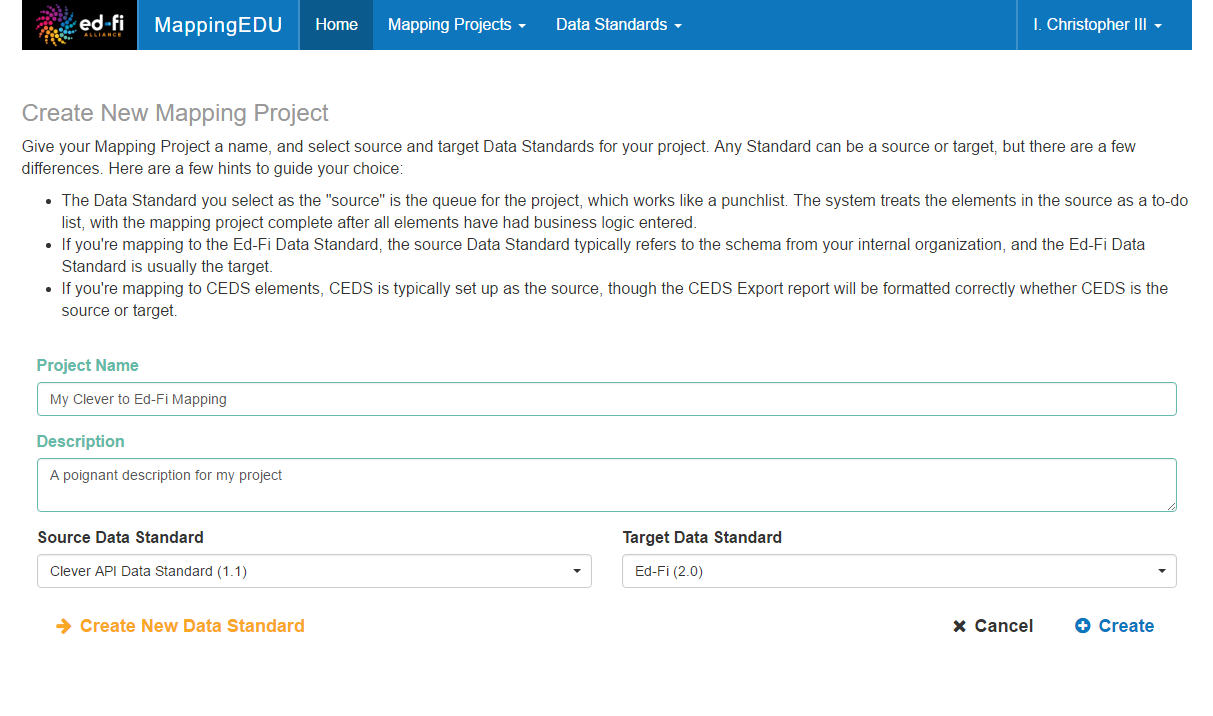 ed-fi ALLIANCE MappingEDU Home Mapping Projects Data Standards I. Christopher III
Create New Mapping Project
Give your Mapping Project a name, and select source and target Data Standards for your project. Any Standard can be a source or target, but there are a few
differences. Here are a few hints to guide your choice:
• The Data Standard you select as the "source" is the queue for the project, which works like a punchlist. The system treats the elements in the source as a to-do
list, with the mapping project complete after all elements have had business logic entered.
• If you're mapping to the Ed-Fi Data Standard, the source Data Standard typically refers to the schema from your internal organization, and the Ed-Fi Data
Standard is usually the target.
• If you're mapping to CEDS elements, CEDS is typically set up as the source, though the CEDS Export report will be formatted correctly whether CEDS is the
source or target.
Project Name
My Clever to Ed-Fi Mapping
Description
A poignant description for my project
Source Data Standard Target Data Standard
Clever API Data Standard (1.1) Ed-Fi (2.0)
Create New Data Standard Cancel Create